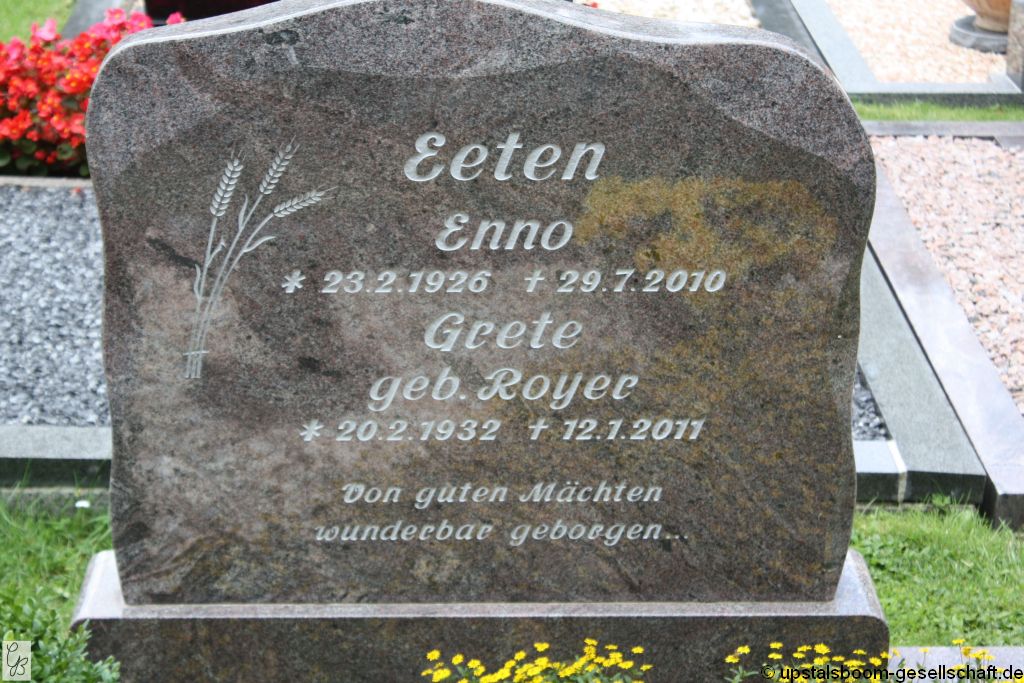 Eeten
Enno
* 23.2.1926 † 29.7.2010
Grete
geb. Royer
* 20.2.1932 † 12.1.2011
Von guten Mächten
wunderbar geborgen...
© upstalsboom-gesellschaft.de